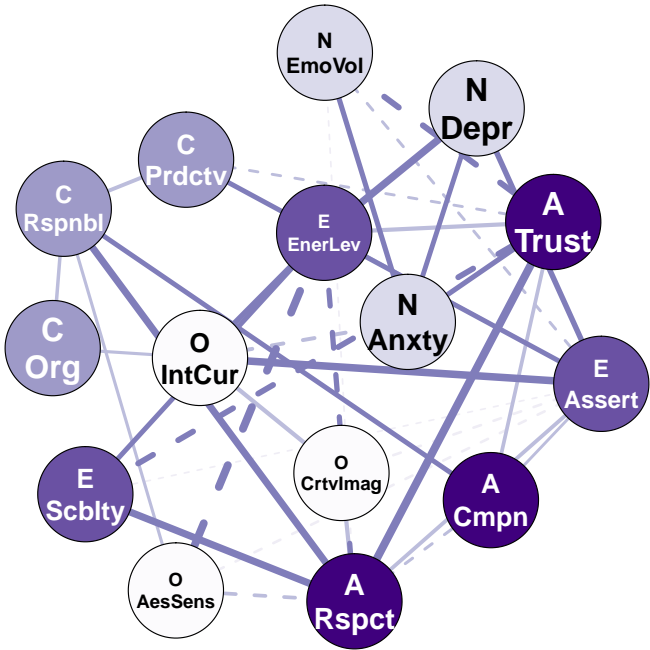 N
EmoVol
N
Depr
C
Prdctv
C
Rspnbl
A
Trust
E
EnerLev
N
Anxty
C
Org
O
IntCur
E
Assert
O
CrtvImag
E
Scblty
A
Cmpn
O
AesSens
A
Rspct